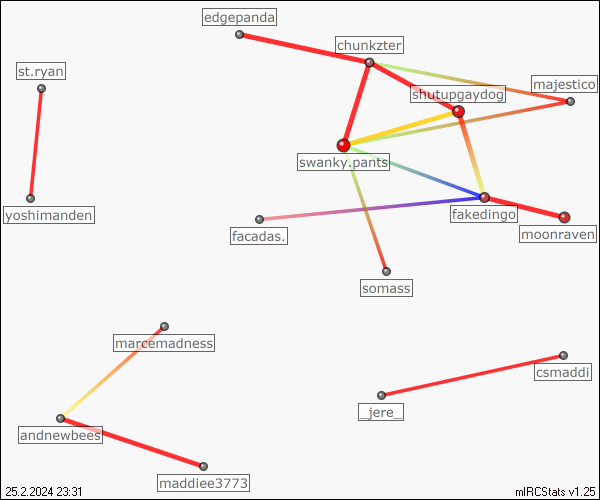 edgepanda
chunkzter
st.ryan
majestico
shutupgaydog
swanky.pants
yoshimanden
fakedingo
facadas.
moonraven
somass
marcemadness
csmaddi
_jere_
andnewbees
maddiee3773
25.2.2024 23:31
mIRCStats v1.25